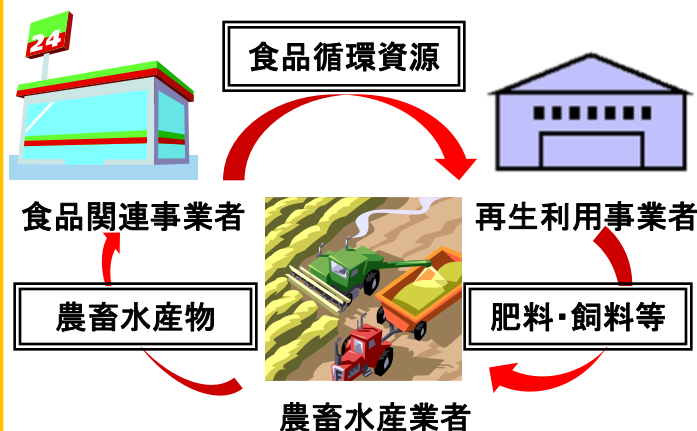 24
食品循環資源
食品関連事業者
再生利用事業者
農畜水産物
肥料・飼料等
農畜水産業者